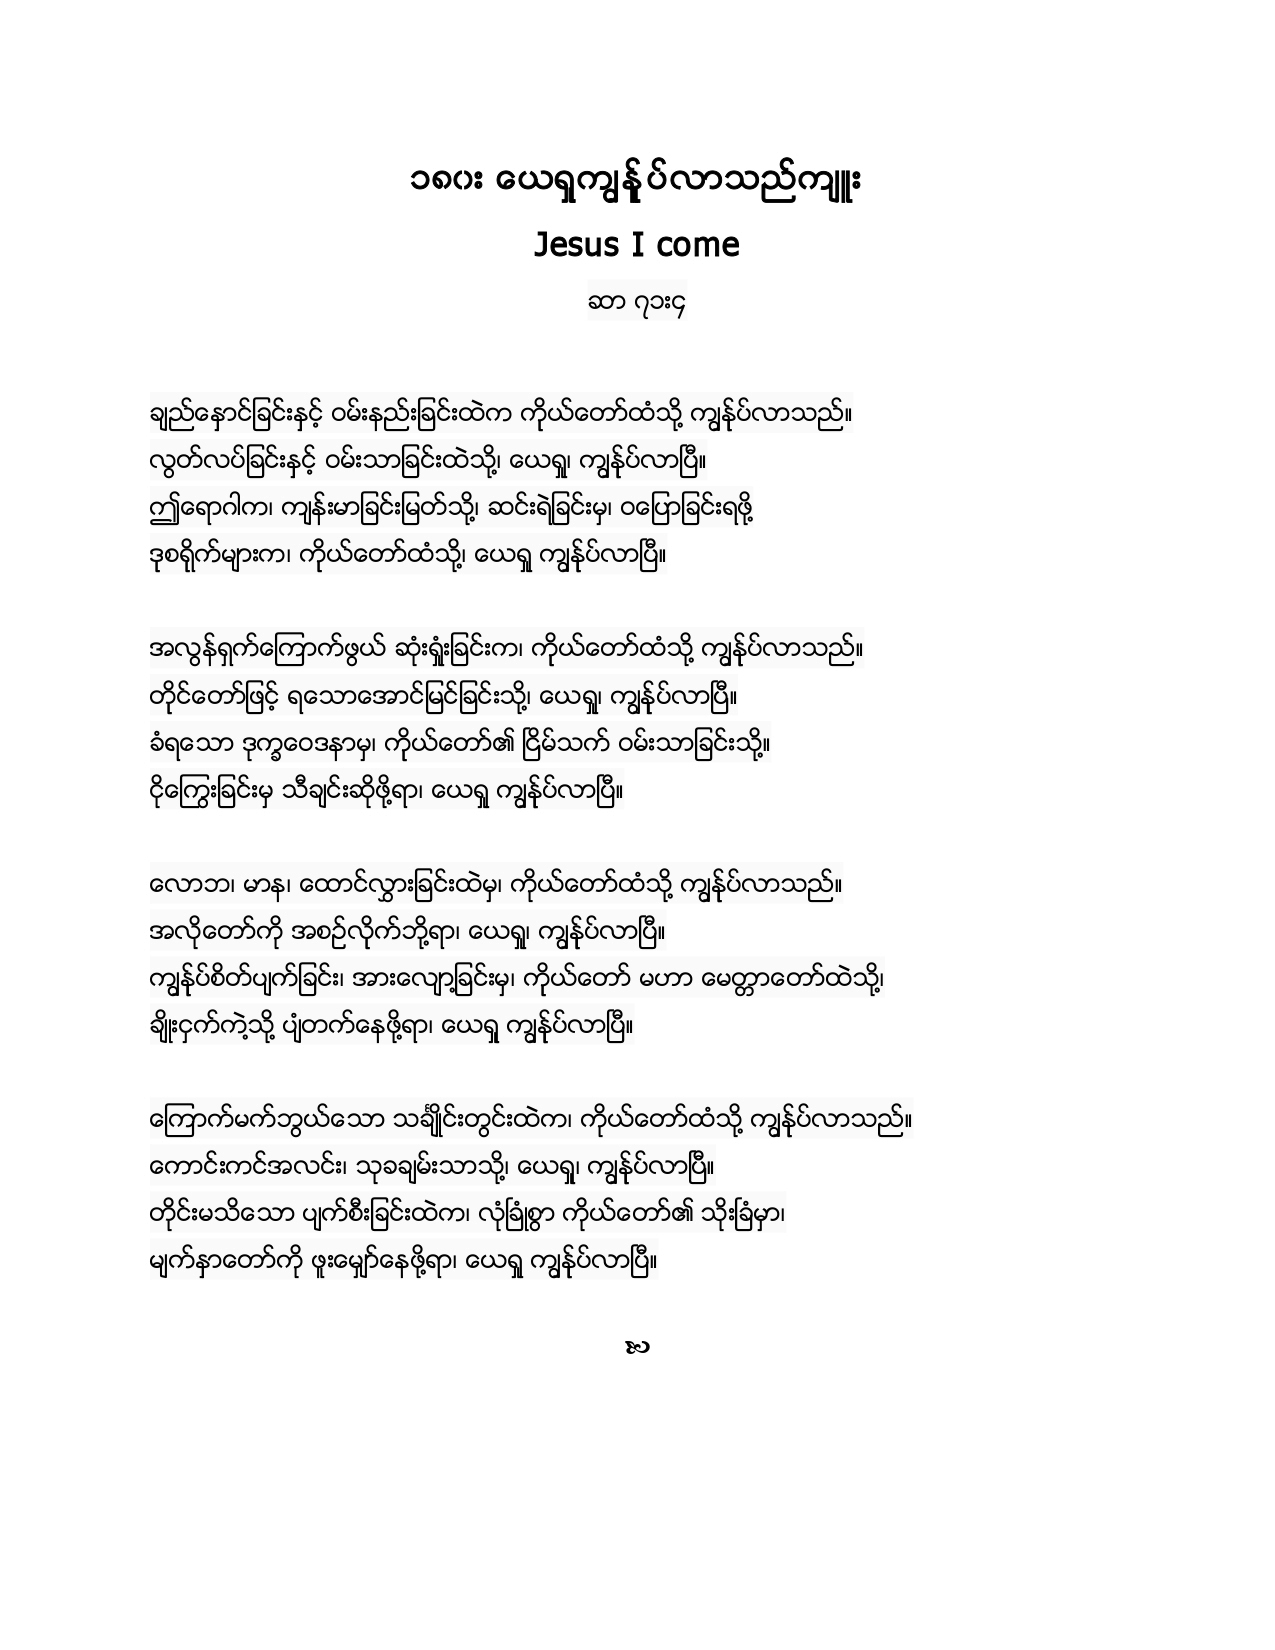 ၁၈၀း ယေရှုကျွန်ုပ်လာသည်ကျူး
Jesus I come
ဆာ ၇၁း၄
ချည်နှောင်ခြင်းနှင့် ဝမ်းနည်းခြင်းထဲက ကိုယ်တော်ထံသို့ ကျွန်ုပ်လာသည်။
လွတ်လပ်ခြင်းနှင့် ဝမ်းသာခြင်းထဲသို့၊ ယေရှု၊ ကျွန်ုပ်လာပြီ။
ဤရောဂါက၊ ကျန်းမာခြင်းမြတ်သို့၊ ဆင်းရဲခြင်းမှ၊ ဝပြောခြင်းရဖို့
ဒုစရိုက်များက၊ ကိုယ်တော်ထံသို့၊ ယေရှု ကျွန်ုပ်လာပြီ။
အလွန်ရှက်ကြောက်ဖွယ် ဆုံးရှုံးခြင်းက၊ ကိုယ်တော်ထံသို့ ကျွန်ုပ်လာသည်။
တိုင်တော်ဖြင့် ရသောအောင်မြင်ခြင်းသို့၊ ယေရှု၊ ကျွန်ုပ်လာပြီ။
ခံရသော ဒုက္ခဝေဒနာမှ၊ ကိုယ်တော်၏ ငြိမ်သက် ဝမ်းသာခြင်းသို့။
ငိုကြွေးခြင်းမှ သီချင်းဆိုဖို့ရာ၊ ယေရှု ကျွန်ုပ်လာပြီ။
လောဘ၊ မာန၊ ထောင်လွှားခြင်းထဲမှ၊ ကိုယ်တော်ထံသို့ ကျွန်ုပ်လာသည်။
အလိုတော်ကို အစဉ်လိုက်ဘို့ရာ၊ ယေရှု၊ ကျွန်ုပ်လာပြီ။
ကျွန်ုပ်စိတ်ပျက်ခြင်း၊ အားလျော့ခြင်းမှ၊ ကိုယ်တော် မဟာ မေတ္တာတော်ထဲသို့၊
ချိုးငှက်ကဲ့သို့ ပျံတက်နေဖို့ရာ၊ ယေရှု ကျွန်ုပ်လာပြီ။
ကြောက်မက်ဘွယ်သော သင်္ချိုင်းတွင်းထဲက၊ ကိုယ်တော်ထံသို့ ကျွန်ုပ်လာသည်။
ကောင်းကင်အလင်း၊ သုခချမ်းသာသို့၊ ယေရှု၊ ကျွန်ုပ်လာပြီ။
တိုင်းမသိသော ပျက်စီးခြင်းထဲက၊ လုံခြုံစွာ ကိုယ်တော်၏ သိုးခြံမှာ၊
မျက်နှာတော်ကို ဖူးမျှော်နေဖို့ရာ၊ ယေရှု ကျွန်ုပ်လာပြီ။